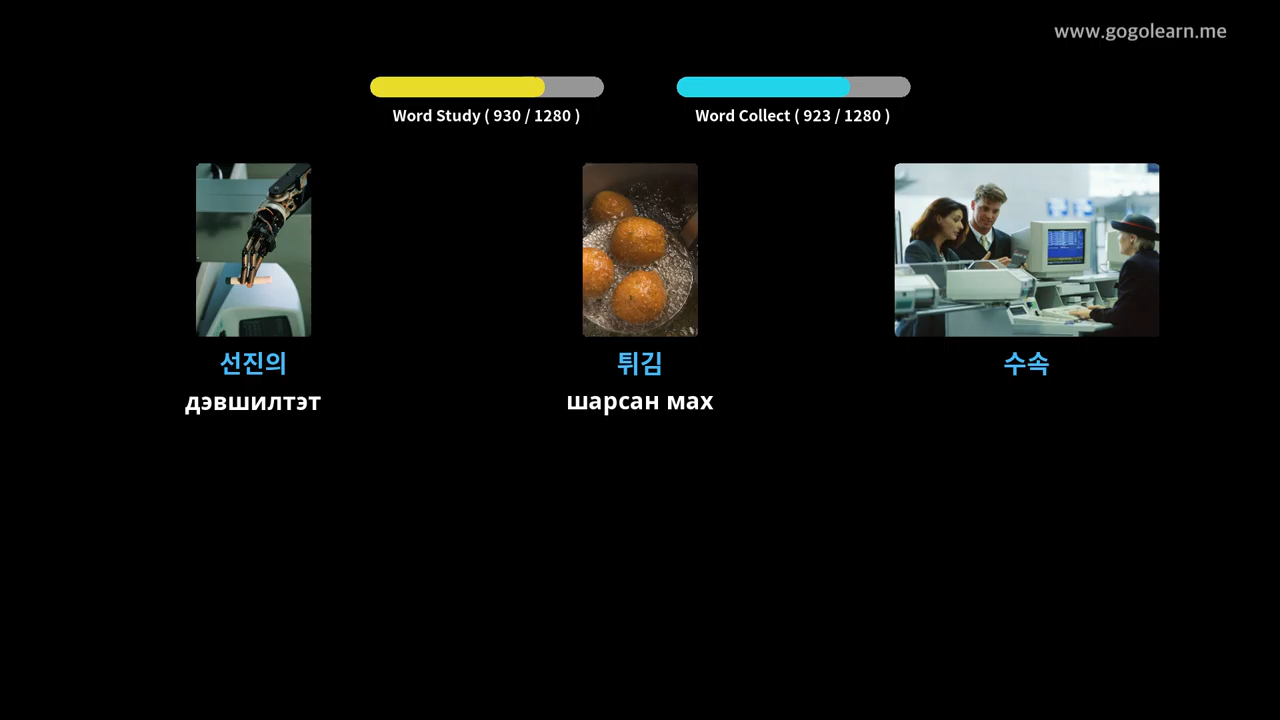 www.gogolearn.me
Word Study ( 930 / 1280 )
Word Collect ( 923 / 1280 )
선진의
튀김
수속
дэвшилтэт
шарсан мах